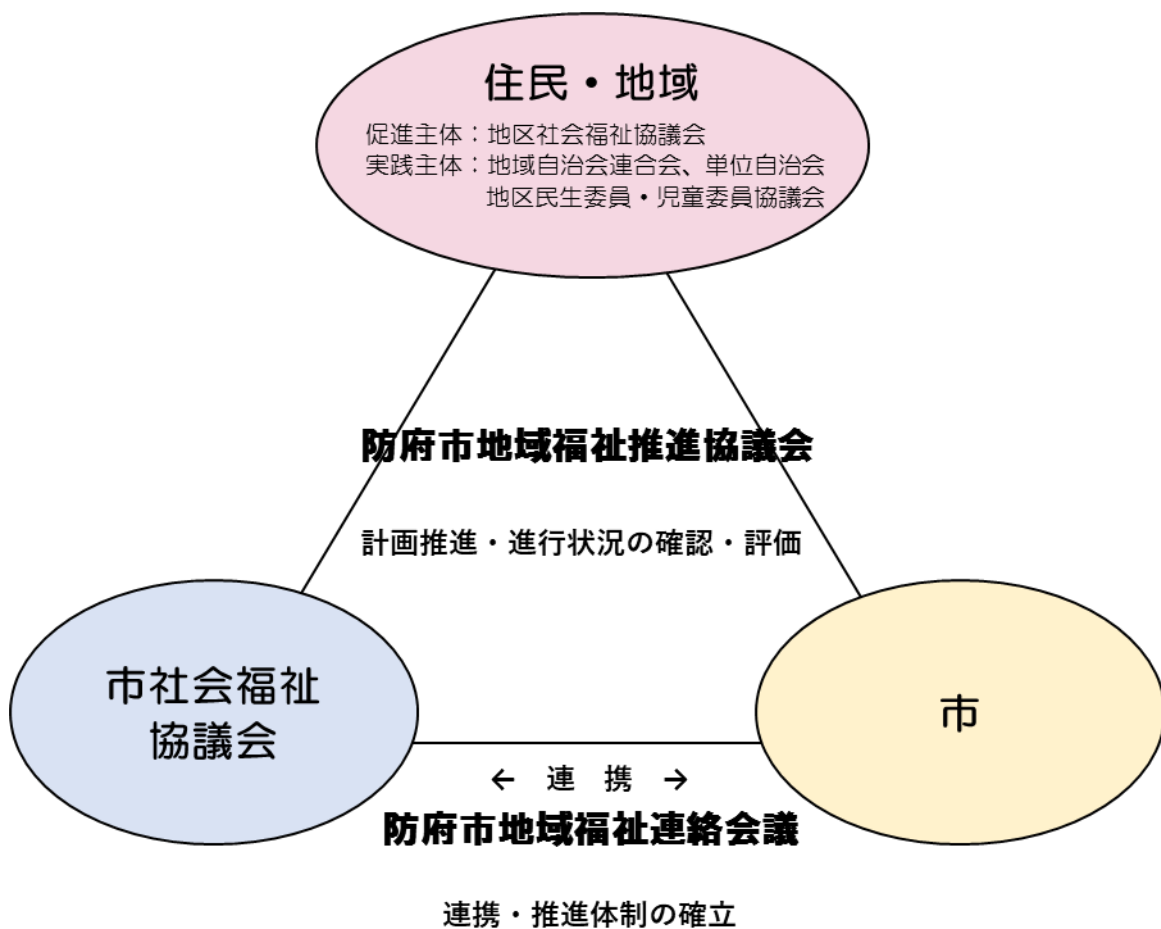 住民・地域
促進主体：地区社会福祉協議会
実践主体：地域自治会連合会、単位自治会
地区民生委員・児童委員協議会
防府市地域福祉推進協議会
計画推進・進行状況の確認・評価
市社会福祉
協議会
市
← 連 携 →
防府市地域福祉連絡会議
連携・推進体制の確立